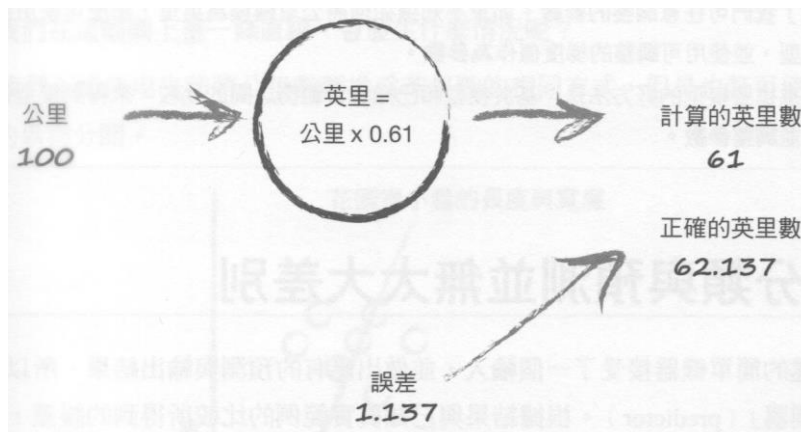 公里
100
英里 =
公里 x 0.61
計算的英里數
61
正確的英里數
62.137
誤差
1.137